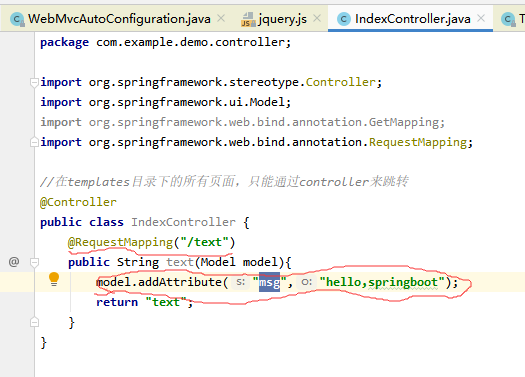 WebMvcAutoConfiguration.java jquery.js IndexController.java
package com.example.demo.controller;
import org.springframework.stereotype.Controller;
import org.springframework.ui.Model;
import org.springframework.web.bind.annotation.GetMapping;
import org.springframework.web.bind.annotation.RequestMapping;
//在templates目录下的所有页面，只能通过controller来跳转
@Controller
public class IndexController {
@RequestMapping("/text")
@ public String text(Model model){
model.addAttribute( s: "msg", o: "hello,springboot");
return "text";
}
}